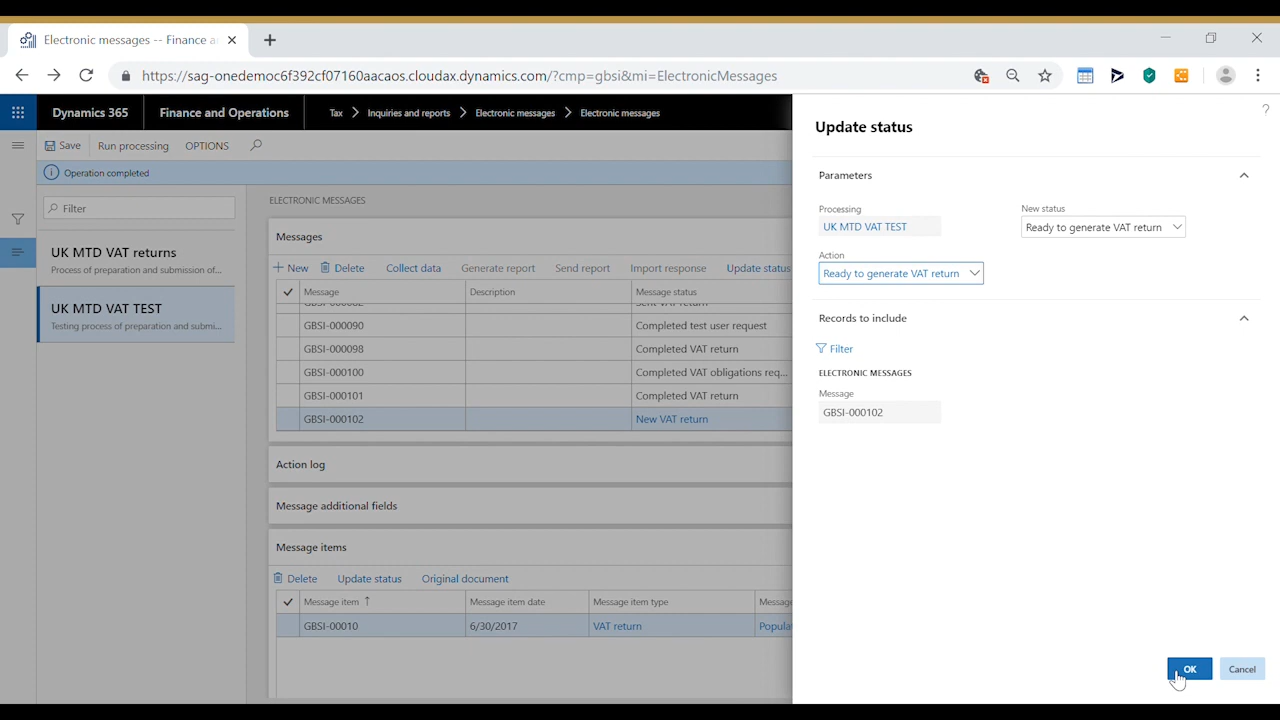 Electronic messages -- Finance a
https://sag-onedemoc6f392cf07160aacaos.cloudax.dynamics.com/?cmp=gbsi&mi=ElectronicMessages
Dynamics 365
Finance and Operations
Tax > Inquiries and reports > Electronic messages > Electronic messages
Save
Run processing
OPTIONS
Operation completed
Filter
UK MTD VAT returns
Process of preparation and submission of...
UK MTD VAT TEST
Testing process of preparation and submi...
ELECTRONIC MESSAGES
Messages
New
Delete
Collect data
Generate report
Send report
Import response
Update status
Message
Description
Message status
GBSI-000090
Completed test user request
GBSI-000098
Completed VAT return
GBSI-000100
Completed VAT obligations req...
GBSI-000101
Completed VAT return
GBSI-000102
New VAT return
Action log
Message additional fields
Message items
Delete
Update status
Original document
Message item
Message item date
Message item type
Messag
GBSI-00010
6/30/2017
VAT return
Popula
?
Update status
Parameters
Processing
UK MTD VAT TEST
New status
Ready to generate VAT return
Action
Ready to generate VAT return
Records to include
Filter
ELECTRONIC MESSAGES
Message
GBSI-000102
OK
Cancel